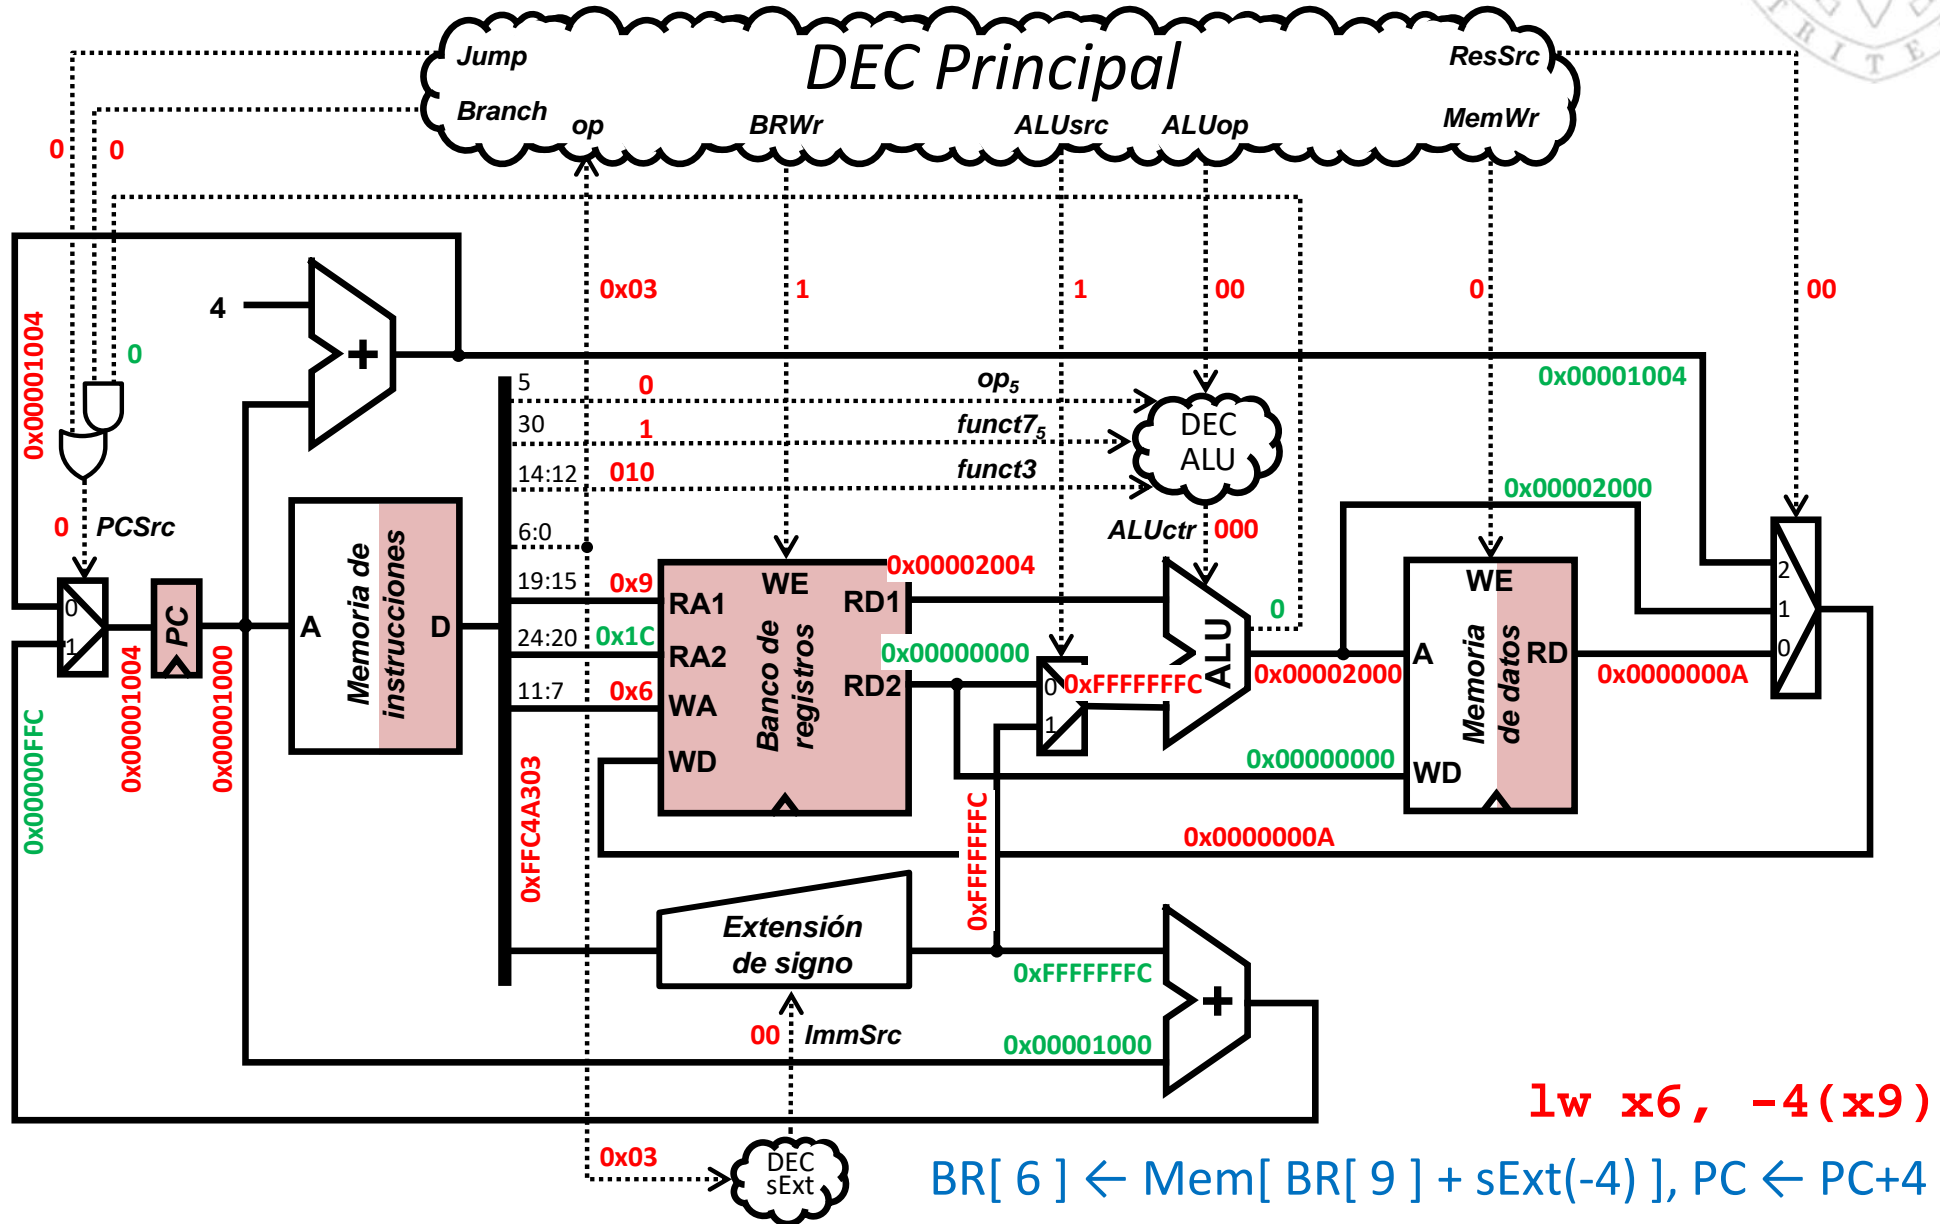 RITE
Jump
DEC Principal
ResSrc
Branch
op
BRWr
ALUsrc
ALUop
MemWr
0
0
0x03
1
1
00
0
00
4
0x00001004
0
+
0x00001004
5
0
op5
30
1
funct75
DEC
ALU
14:12
010
funct3
0x00002000
0
PCSrc
6:0
ALUctr
000
Memoria de
instrucciones
A
D
PC
0
1
19:15
0x9
RA1
WE
0x00002004
RD1
24:20
0x1C
RA2
Banco de
registros
0x00000000
RD2
11:7
0x6
WA
WD
0
1
0xFFFFFFFC
ALU
0
0x00002000
WE
A
Memoria
de datos
RD
0x0000000A
2
1
0
0x00000000
WD
0x00000FFC
0x00001004
0x00001000
0xFFC4A303
0xFFFFFFFC
0x0000000A
Extensión
de signo
0xFFFFFFFC
+
00
ImmSrc
0x00001000
lw x6, -4(x9)
0x03
DEC
sExt
BR[ 6 ] ← Mem[ BR[ 9 ] + sExt(-4) ], PC ← PC+4